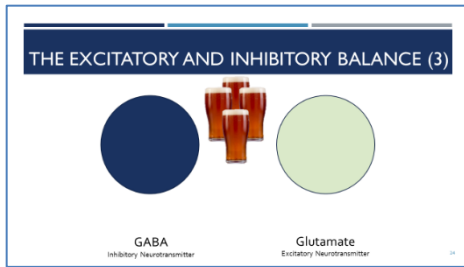 THE EXCITATORY AND INHIBITORY BALANCE (3)
GABA
Inhibitory Neurotransmitter
Glutamate
Excitatory Neurotransmitter
34